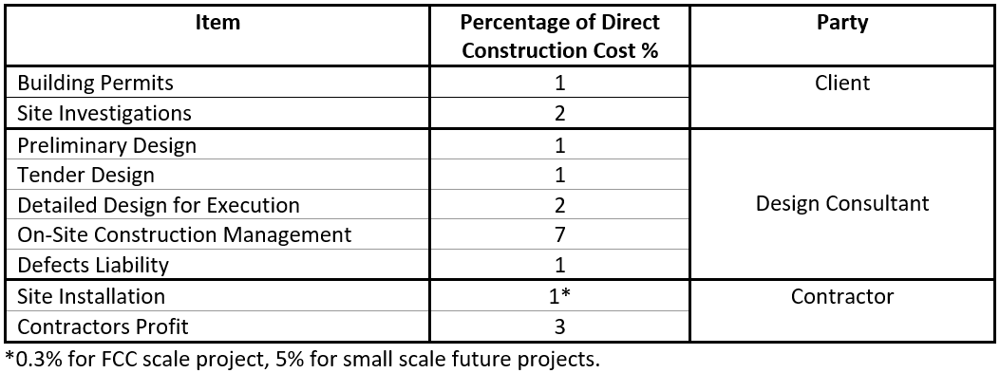 Item Percentage of Direct Party
Construction Cost %
Building Permits 1 Client
Site Investigations 2
Preliminary Design 1
Tender Design 1
Detailed Design for Execution 2 Design Consultant
On-Site Construction Management 7
Defects Liability 1
Site Installation 1* Contractor
Contractors Profit 3
*0.3% for FCC scale project, 5% for small scale future projects.